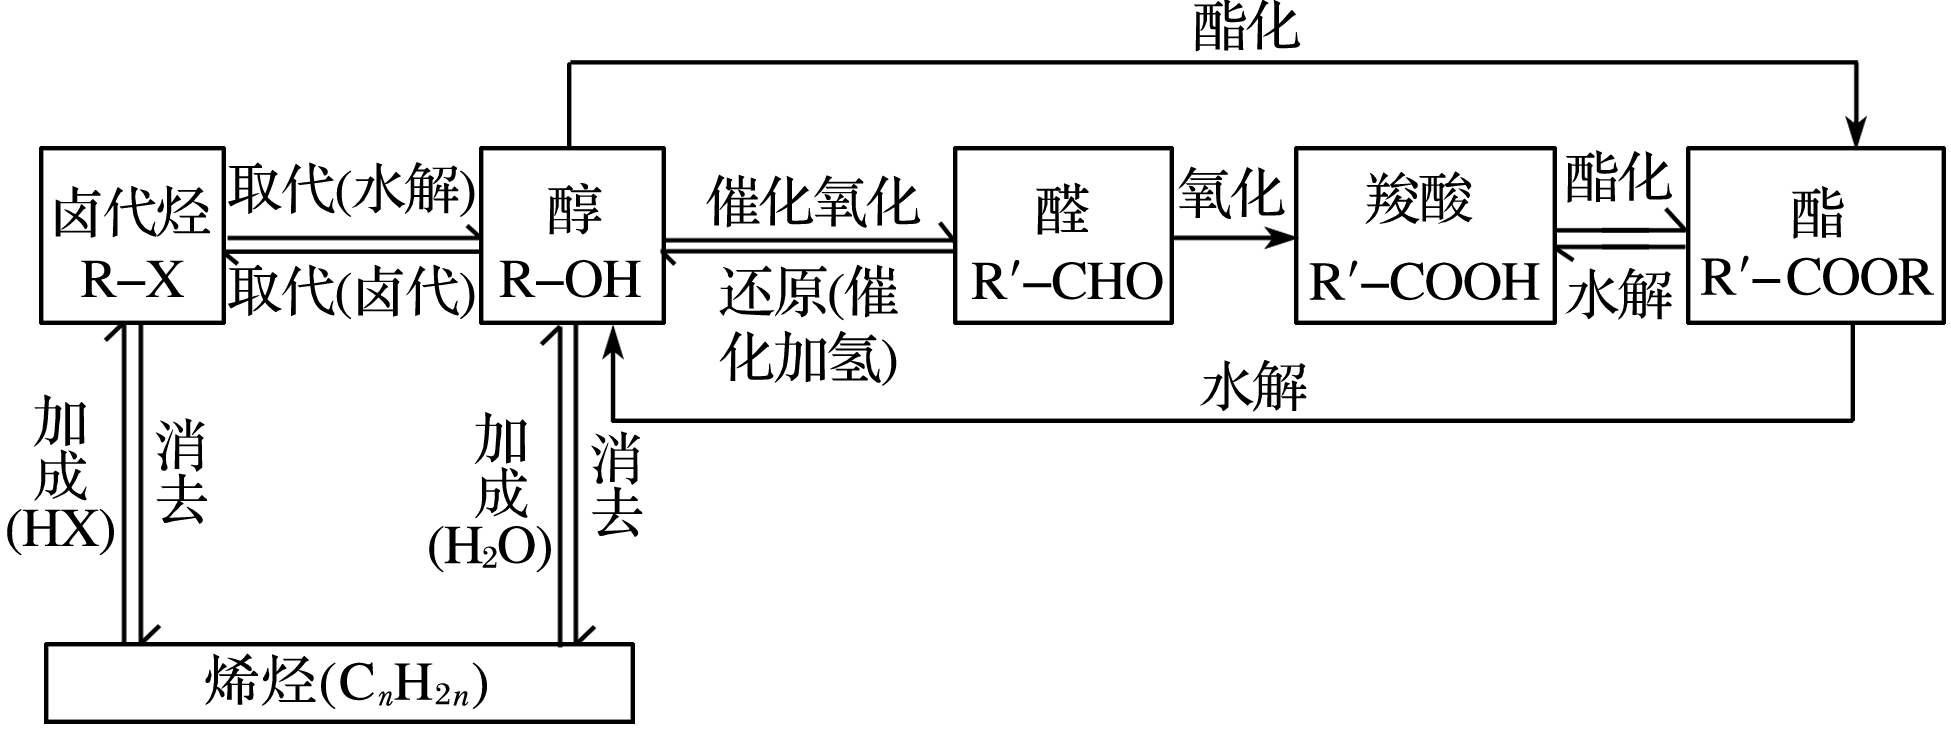 酯化
卤代烃
R–X
取代(水解)
取代(卤代)
醇
R–OH
催化氧化
还原(催
化加氢)
醛
R′–CHO
氧化
羧酸
R′–COOH
酯化
水解
酯
R′–COOR
水解
加
成
(HX)
消
去
加
成
(H₂O)
消
去
烯烃(CₙH₂ₙ)